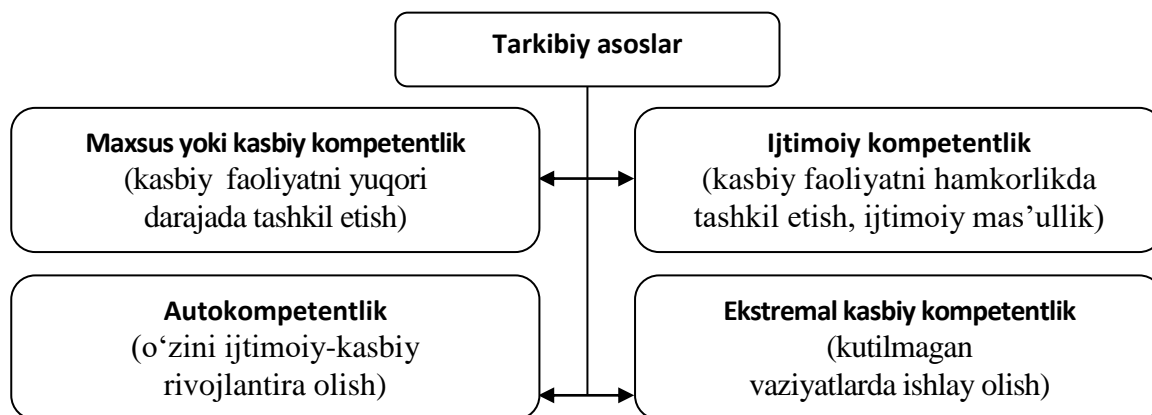 Tarkibiy asoslar
Maxsus yoki kasbiy kompetentlik
(kasbiy faoliyatni yuqori
darajada tashkil etish)
Ijtimoiy kompetentlik
(kasbiy faoliyatni hamkorlikda
tashkil etish, ijtimoiy mas’ullik)
Autokompetentlik
(o‘zini ijtimoiy-kasbiy
rivojlantira olish)
Ekstremal kasbiy kompetentlik
(kutilmagan
vaziyatlarda ishlay olish)